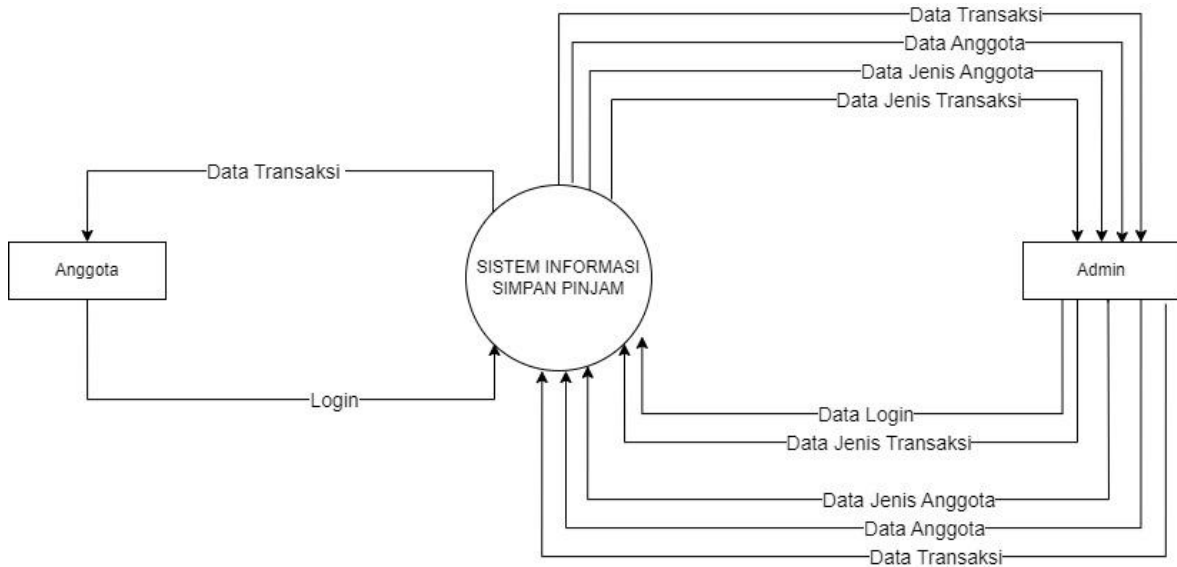 Data Transaksi
Data Anggota
Data Jenis Anggota
Data Jenis Transaksi
Data Transaksi
Anggota
SISTEM INFORMASI
SIMPAN PINJAM
Admin
Login
Data Login
Data Jenis Transaksi
Data Jenis Anggota
Data Anggota
Data Transaksi